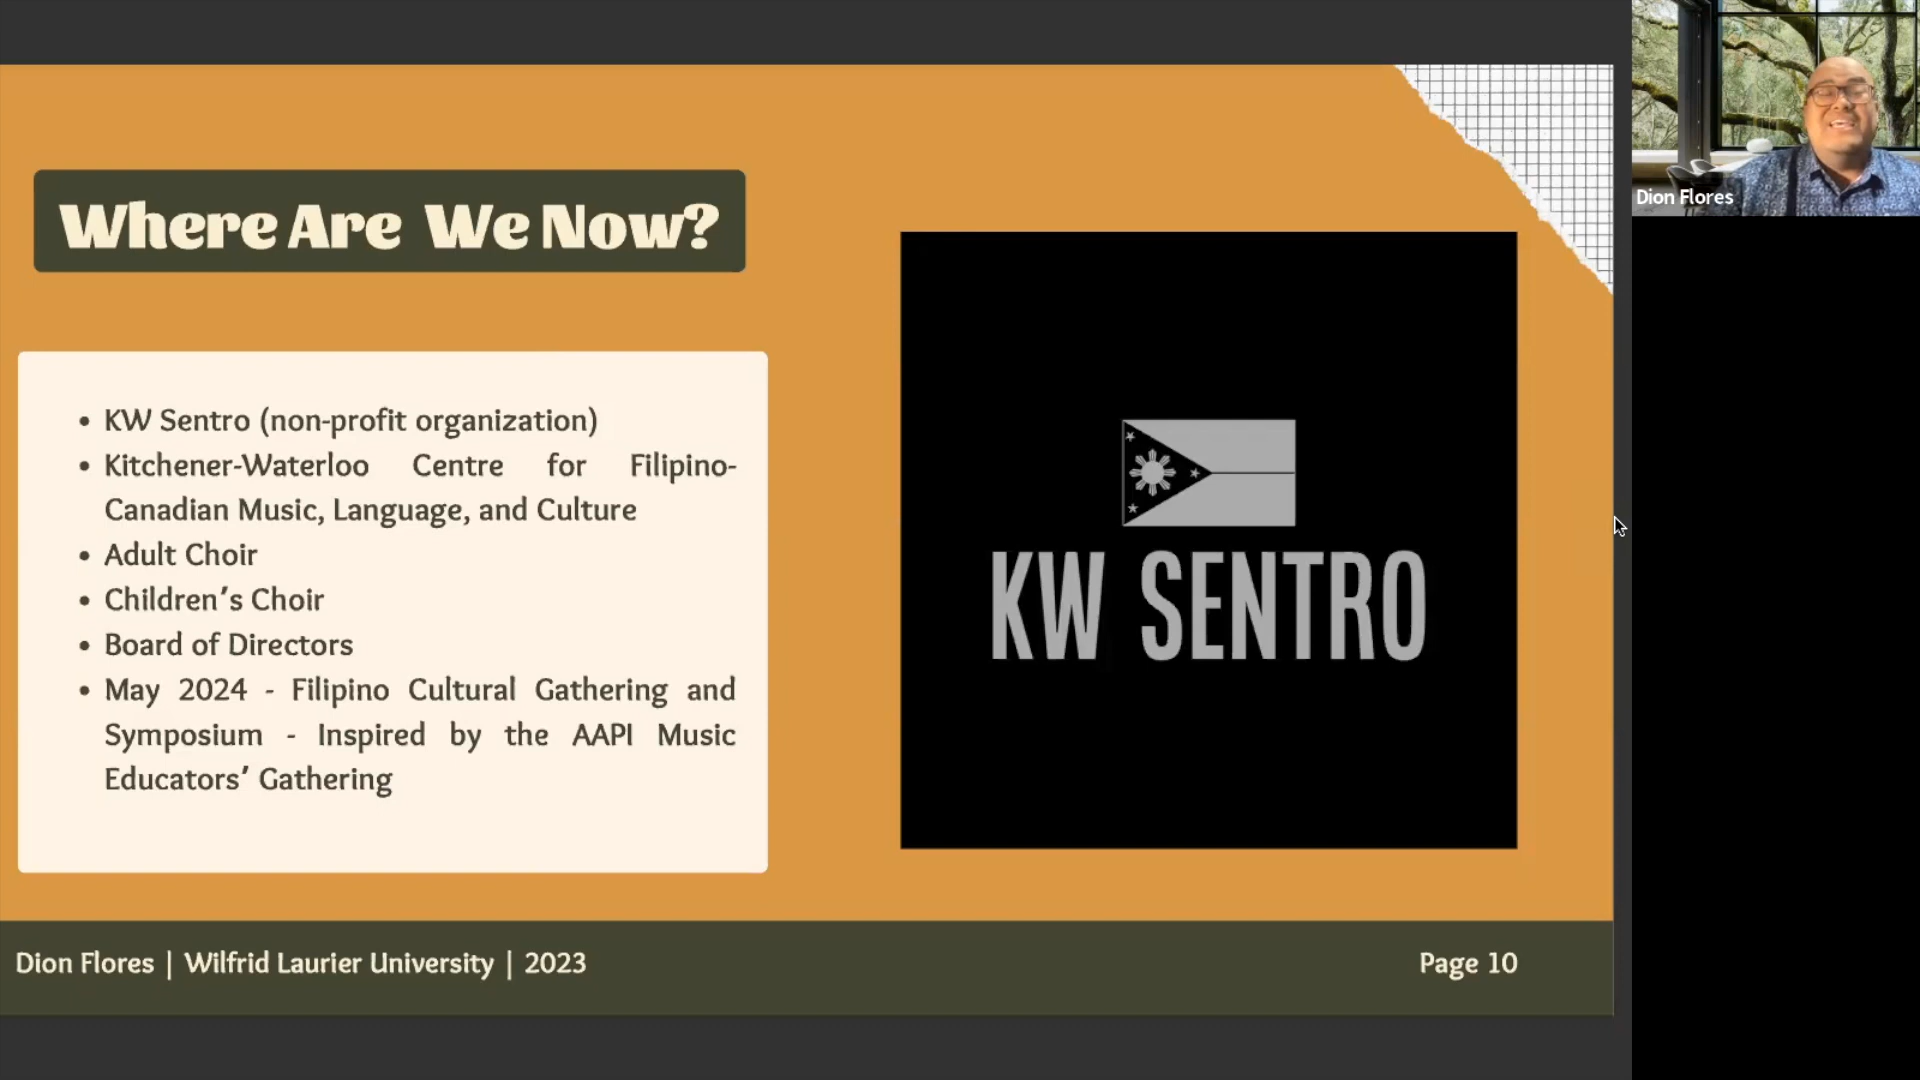 Where Are We Now?
• KW Sentro (non-profit organization)
• Kitchener-Waterloo Centre for Filipino-
Canadian Music, Language, and Culture
• Adult Choir
• Children's Choir
• Board of Directors
• May 2024 - Filipino Cultural Gathering and
Symposium - Inspired by the AAPI Music
Educators' Gathering
KW SENTRO
Dion Flores | Wilfrid Laurier University | 2023
Page 10
Dion Flores